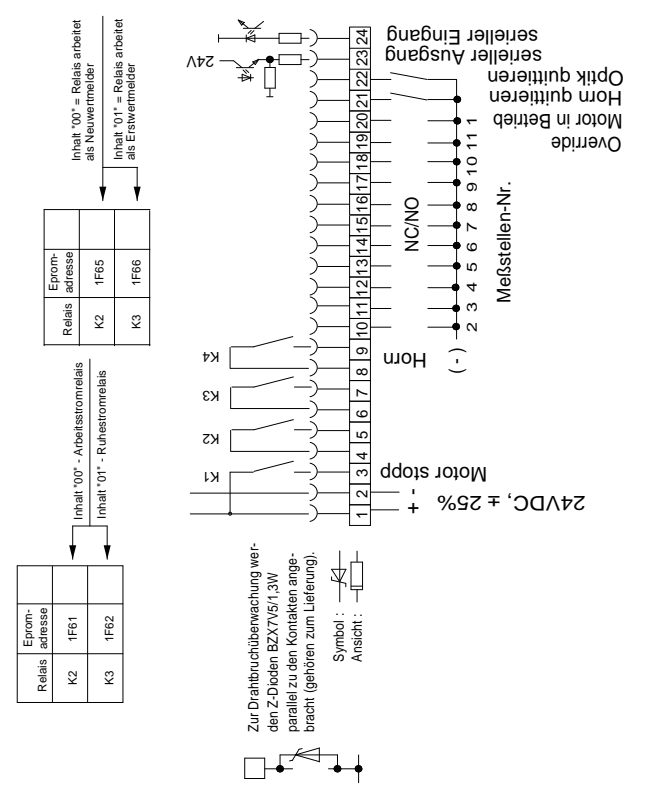 serieller Eingang
serieller Ausgang
Optik quittieren
Horn quittieren
Motor in Betrieb
Override
24
23
22
21
20
19
18
17
16
15
14
13
12
11
10
9
8
7
6
5
4
3
2
1
24V
1
11
10
9
8
7
6
5
4
3
2
NC/NO
Meßstellen-Nr.
(-)
Horn
Motor stopp
-
+
24VDC, ± 25%
K4
K3
K2
K1
Inhalt "00" = Relais arbeitet
als Neuwertmelder
Inhalt "01" = Relais arbeitet
als Erstwertmelder
Relais
Eprom-
adresse
K2
1F65
K3
1F66
Inhalt "00" - Arbeitsstromrelais
Inhalt "01" - Ruhestromrelais
Relais
Eprom-
adresse
K2
1F61
K3
1F62
Zur Drahtbruchüberwachung wer-
den Z-Dioden BZX7V5/1,3W
parallel zu den Kontakten ange-
bracht (gehören zum Lieferung).
Symbol :
Ansicht :